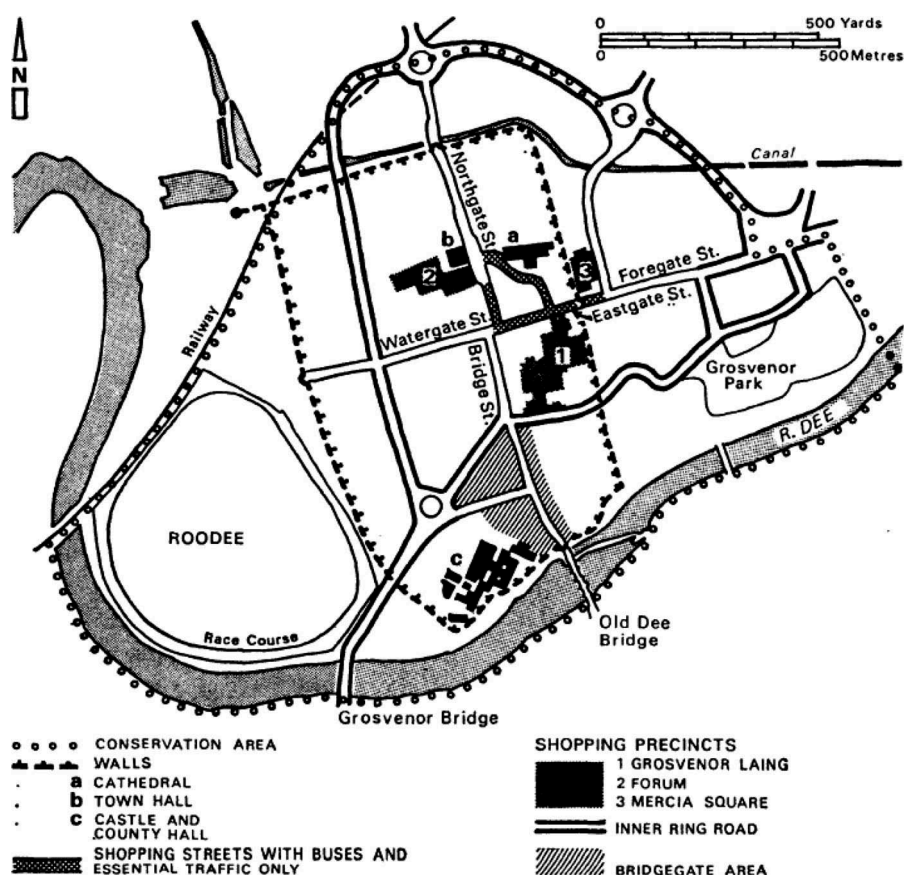 0 500 Yards
0 500 Metres
N
Canal
Northgate St.
b
a
2
3
Foregate St.
Eastgate St.
Watergate St.
Railway
Bridge St.
1
Grosvenor
Park
R. DEE
ROODEE
c
Race Course
Old Dee
Bridge
Grosvenor Bridge
CONSERVATION AREA
WALLS
a CATHEDRAL
b TOWN HALL
c CASTLE AND
COUNTY HALL
SHOPPING STREETS WITH BUSES AND
ESSENTIAL TRAFFIC ONLY
SHOPPING PRECINCTS
1 GROSVENOR LAING
2 FORUM
3 MERCIA SQUARE
INNER RING ROAD
BRIDGEGATE AREA